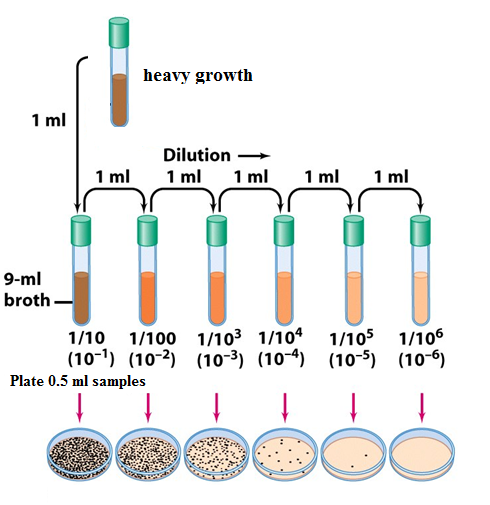 heavy growth
1 ml
Dilution
1 ml 1 ml 1 ml 1 ml 1 ml
9-ml
broth
1/10 1/100 1/10³ 1/10⁴ 1/10⁵ 1/10⁶
(10⁻¹) (10⁻²) (10⁻³) (10⁻⁴) (10⁻⁵) (10⁻⁶)
Plate 0.5 ml samples